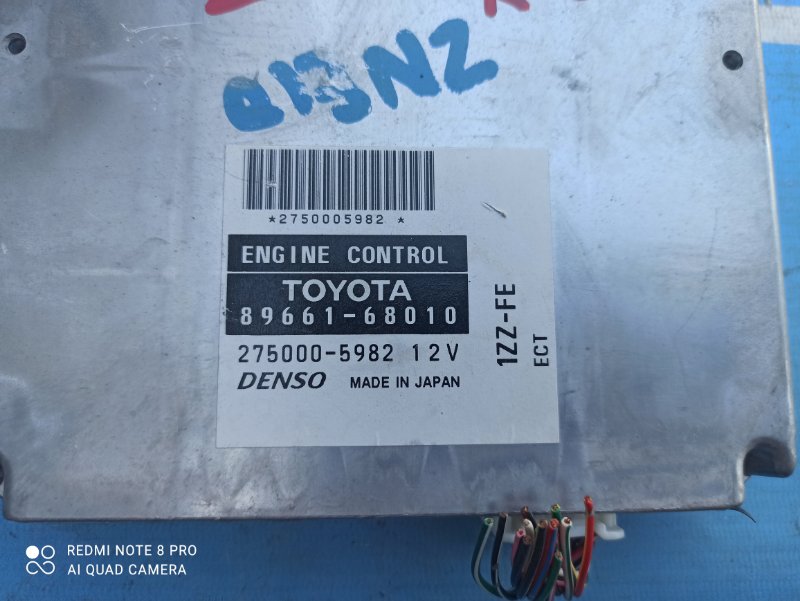 *2750005982 *
ENGINE CONTROL
TOYOTA
89661-68010
275000-5982 12V
DENSO MADE IN JAPAN
1ZZ-FE
ECT
REDMI NOTE 8 PRO
AI QUAD CAMERA